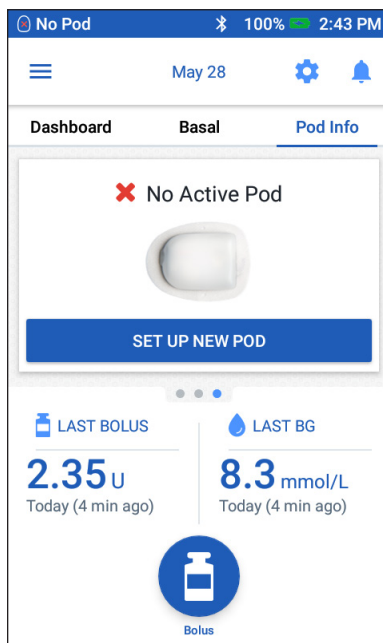 No Pod 100% 2:43 PM
May 28
Dashboard Basal Pod Info
No Active Pod
SET UP NEW POD
LAST BOLUS LAST BG
2.35 U 8.3 mmol/L
Today (4 min ago) Today (4 min ago)
Bolus